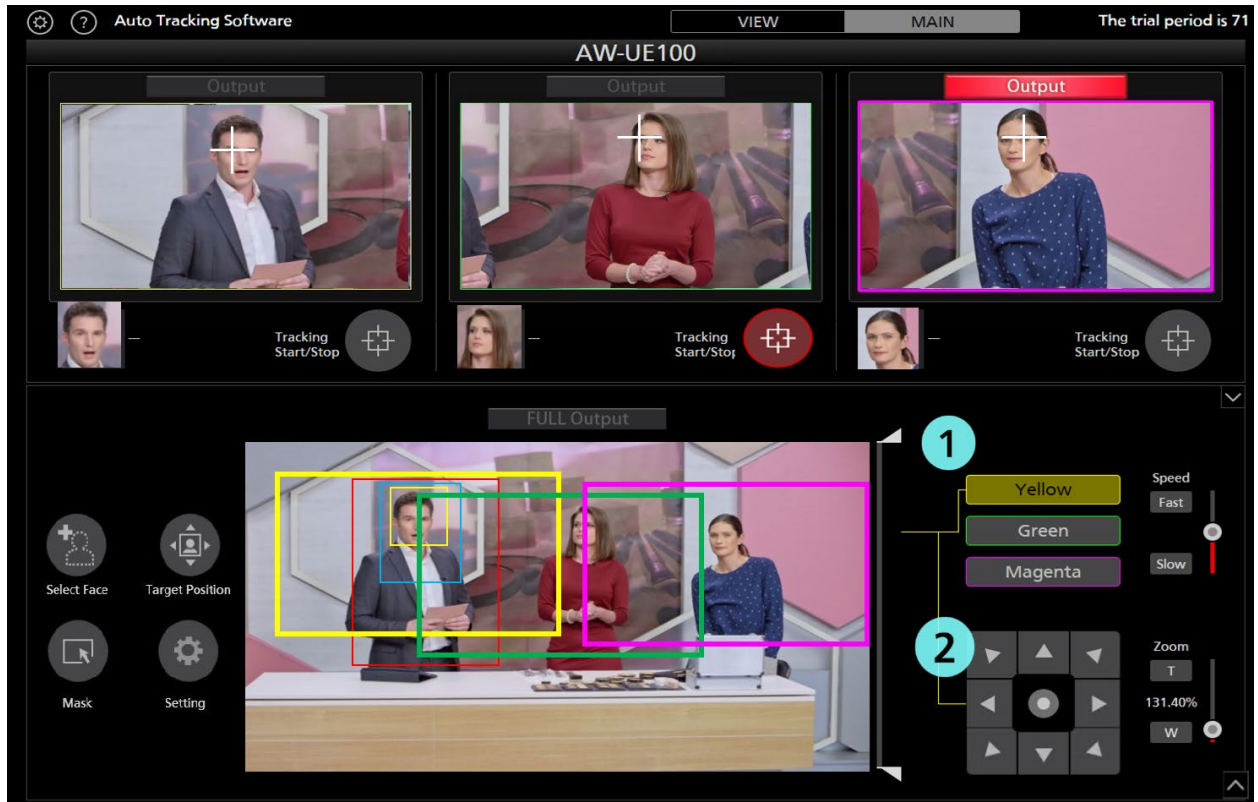 ? Auto Tracking Software
VIEW
MAIN
The trial period is 71
AW-UE100
Output
Output
Output
---
Tracking
Start/Stop
---
Tracking
Start/Stop
---
Tracking
Start/Stop
FULL Output
Select Face
Target Position
Mask
Setting
1
Yellow
Green
Magenta
Speed
Fast
Slow
2
Zoom
T
131.40%
W